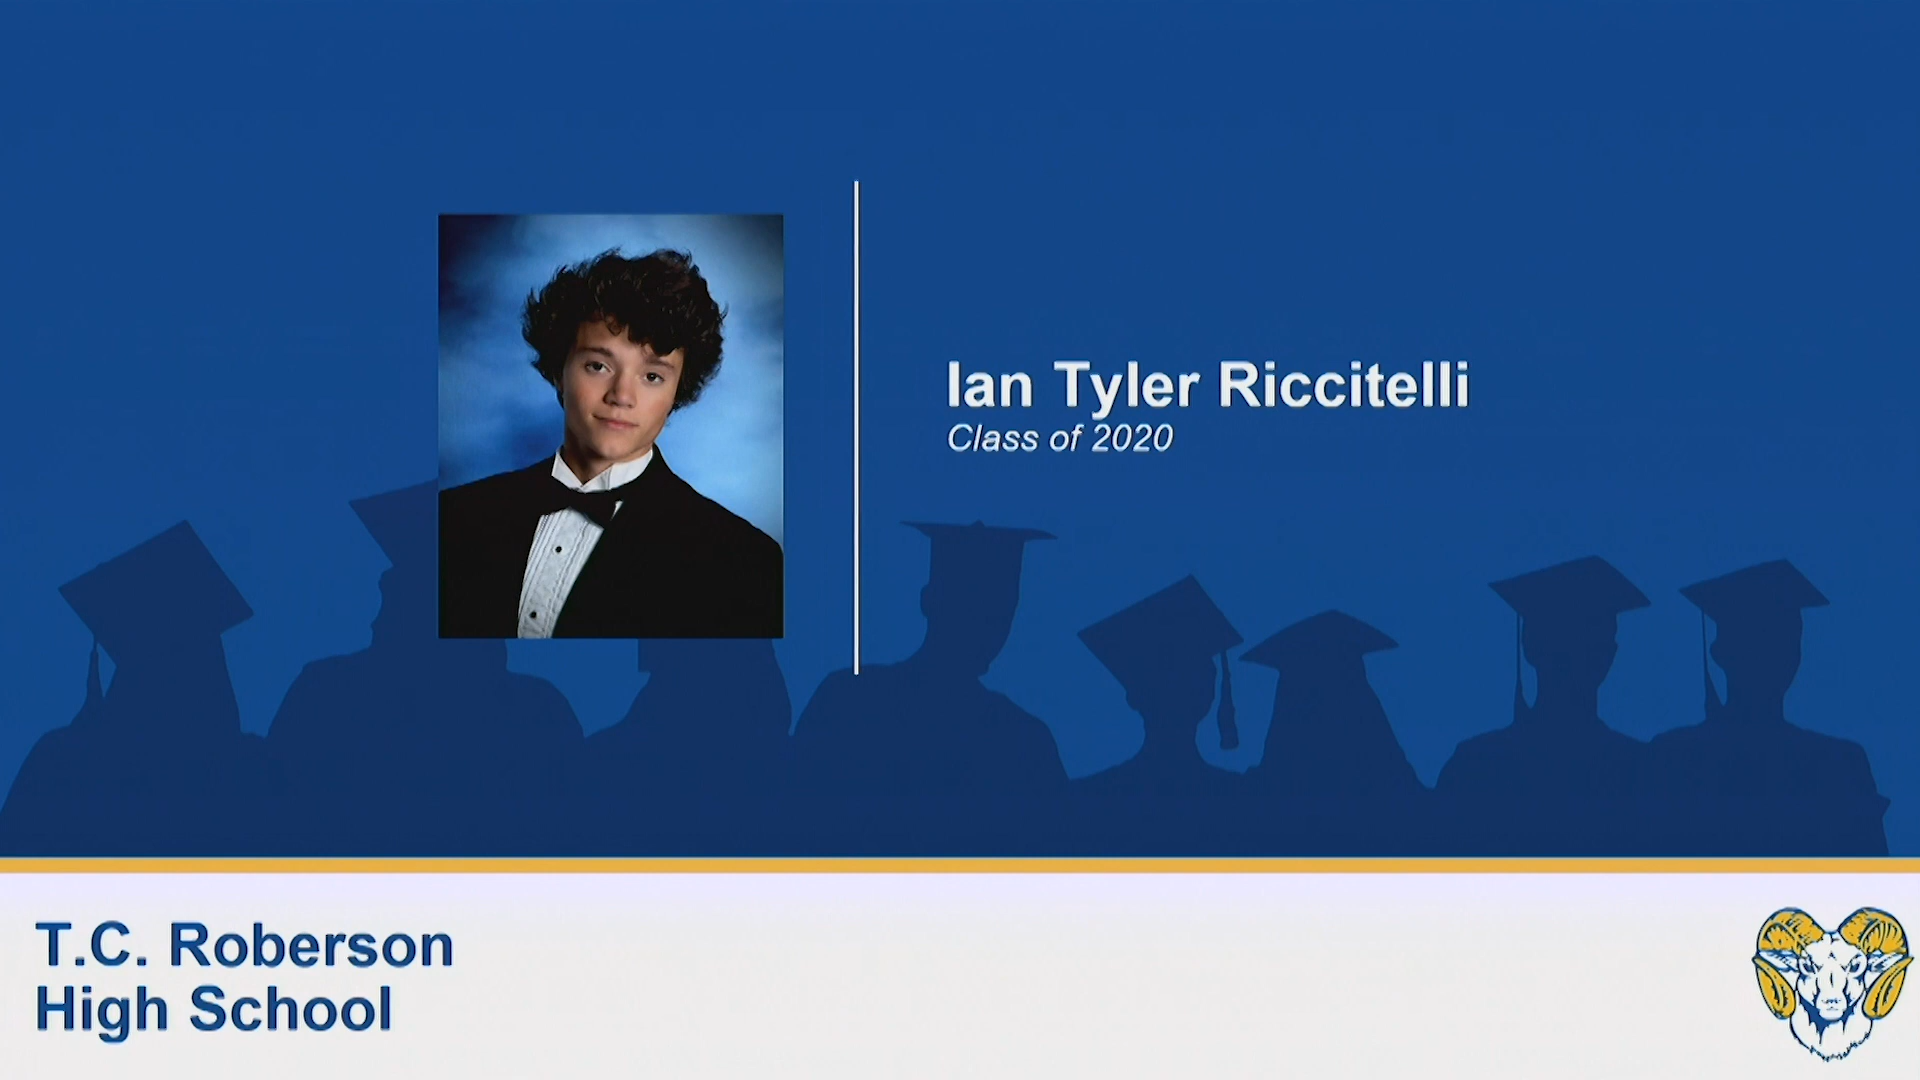 Ian Tyler Riccitelli
Class of 2020
T.C. Roberson
High School